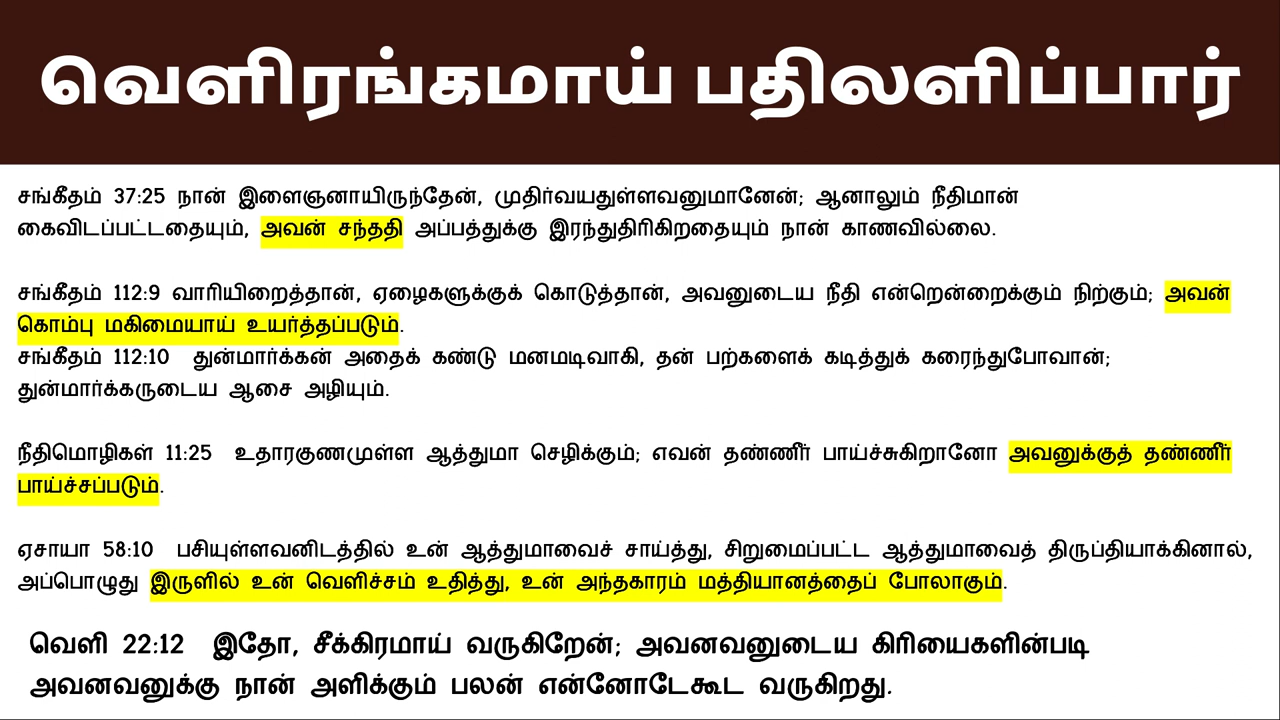 வெளிரங்கமாய் பதிலளிப்பார்
சங்கீதம் 37:25 நான் இளைஞனாயிருந்தேன், முதிர்வயதுள்ளவனுமானேன்; ஆனாலும் நீதிமான்
கைவிடப்பட்டதையும், அவன் சந்ததி அப்பத்துக்கு இரந்துதிரிகிறதையும் நான் காணவில்லை.
சங்கீதம் 112:9 வாரியிறைத்தான், ஏழைகளுக்குக் கொடுத்தான், அவனுடைய நீதி என்றென்றைக்கும் நிற்கும்; அவன்
கொம்பு மகிமையாய் உயர்த்தப்படும்.
சங்கீதம் 112:10 துன்மார்க்கன் அதைக் கண்டு மனமடிவாகி, தன் பற்களைக் கடித்துக் கரைந்துபோவான்;
துன்மார்க்கருடைய ஆசை அழியும்.
நீதிமொழிகள் 11:25 உதாரகுணமுள்ள ஆத்துமா செழிக்கும்; எவன் தண்ணீர் பாய்ச்சுகிறானோ அவனுக்குத் தண்ணீர்
பாய்ச்சப்படும்.
ஏசாயா 58:10 பசியுள்ளவனிடத்தில் உன் ஆத்துமாவைச் சாய்த்து, சிறுமைப்பட்ட ஆத்துமாவைத் திருப்தியாக்கினால்,
அப்பொழுது இருளில் உன் வெளிச்சம் உதித்து, உன் அந்தகாரம் மத்தியானத்தைப் போலாகும்.
வெளி 22:12 இதோ, சீக்கிரமாய் வருகிறேன்; அவனவனுடைய கிரியைகளின்படி
அவனவனுக்கு நான் அளிக்கும் பலன் என்னோடேகூட வருகிறது.